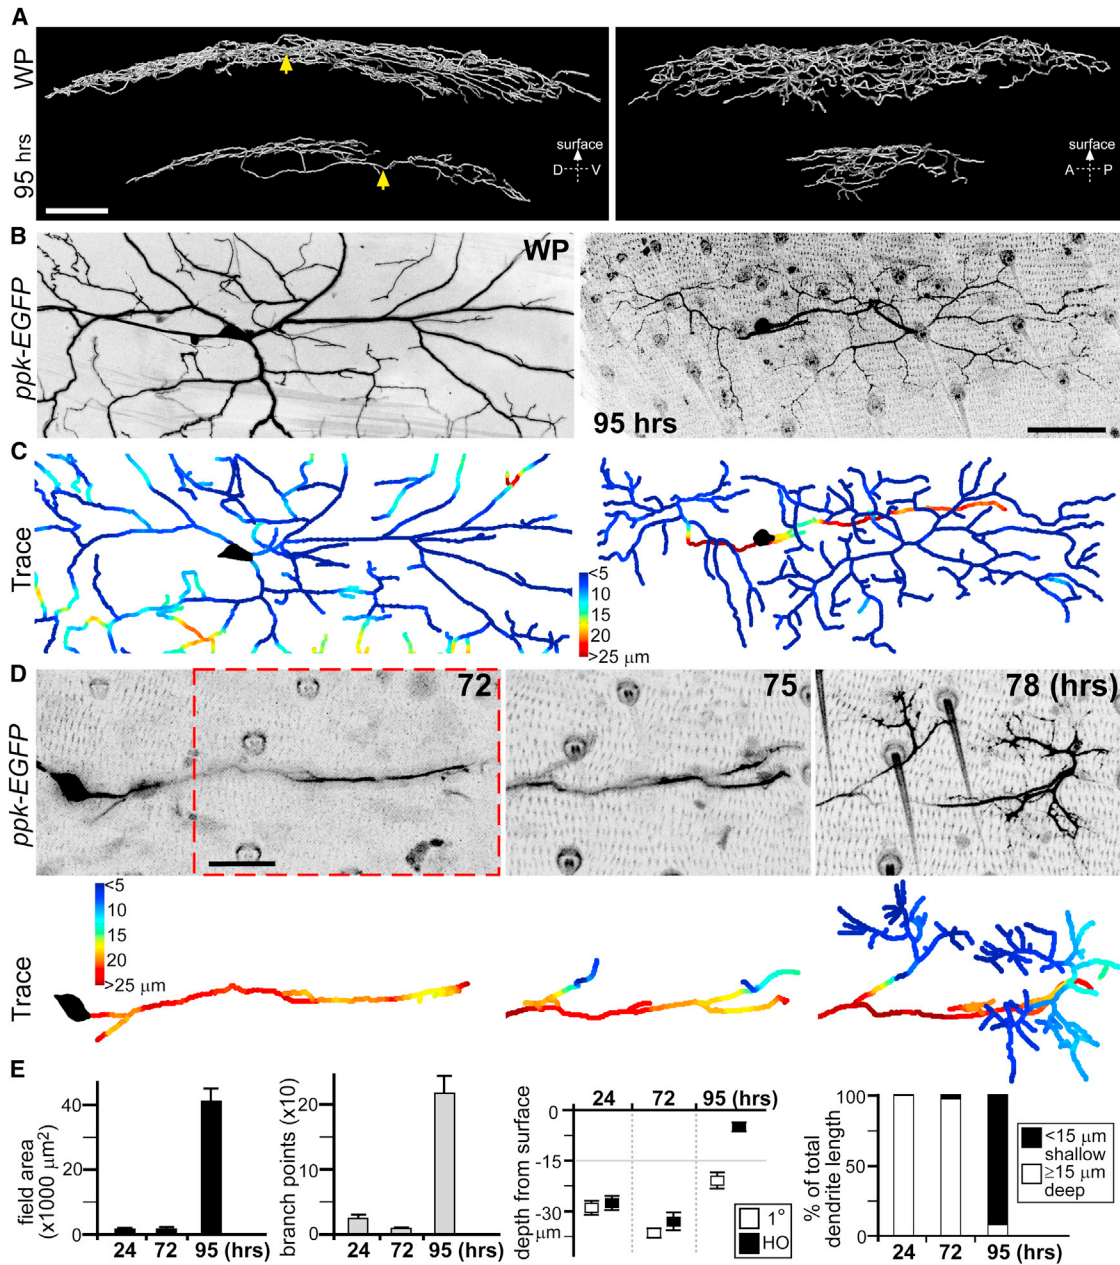 A
WP
95 hrs
surface
D V
surface
A P
B
ppk-EGFP
WP
95 hrs
C
Trace
<5
10
15
20
>25 μm
D
ppk-EGFP
72
75
78 (hrs)
Trace
<5
10
15
20
>25 μm
E
field area
(x1000 μm²)
40
20
0
24 72 95 (hrs)
branch points (x10)
20
10
0
24 72 95 (hrs)
depth from surface
24 72 95 (hrs)
0
-15
-30
μm
1°
HO
% of total
dendrite length
100
50
0
24 72 95 (hrs)
<15 μm
shallow
≥15 μm
deep